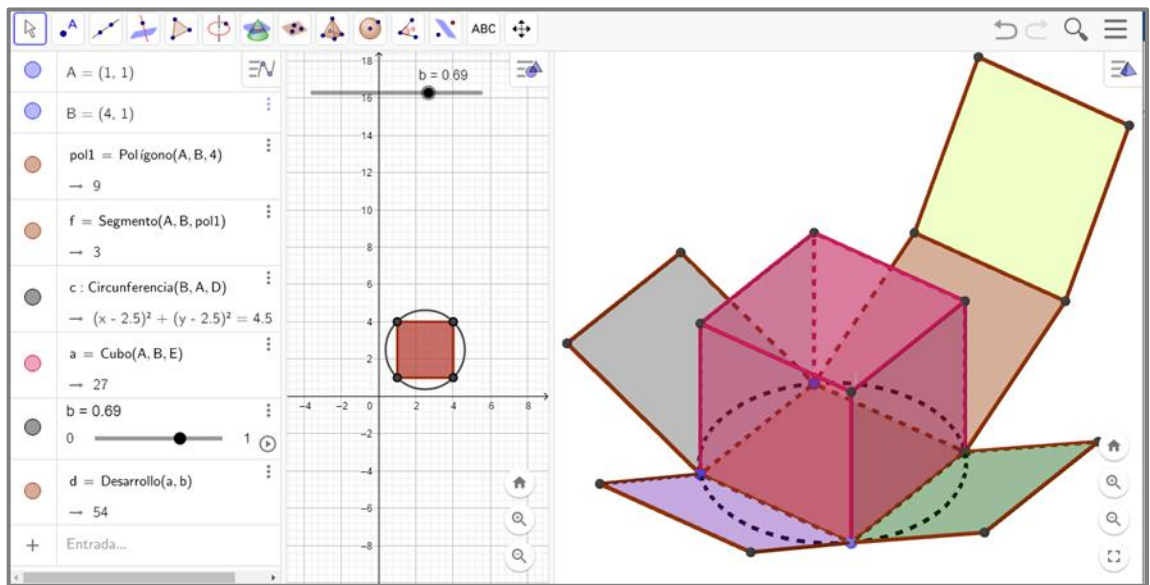 ABC
A = (1, 1)
B = (4, 1)
pol1 = Polígono(A, B, 4)
→ 9
f = Segmento(A, B, pol1)
→ 3
c : Circunferencia(B, A, D)
→ (x - 2.5)² + (y - 2.5)² = 4.5
a = Cubo(A, B, E)
→ 27
b = 0.69
0 1
d = Desarrollo(a, b)
→ 54
+ Entrada...
b = 0.69
18
16
14
12
10
8
6
4
2
0
−2
−4
−6
−8
−4 −2 0 2 4 6 8